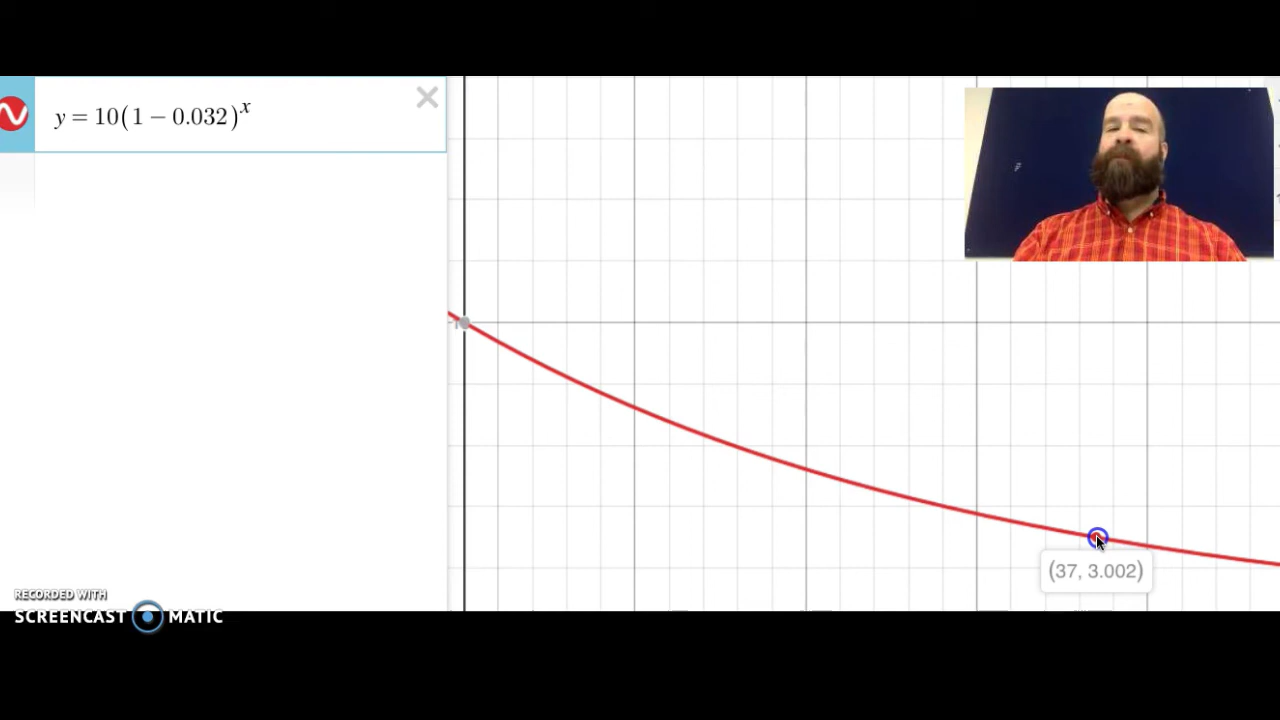 y = 10(1 − 0.032)^x
(37, 3.002)
RECORDED WITH
SCREENCAST MATIC